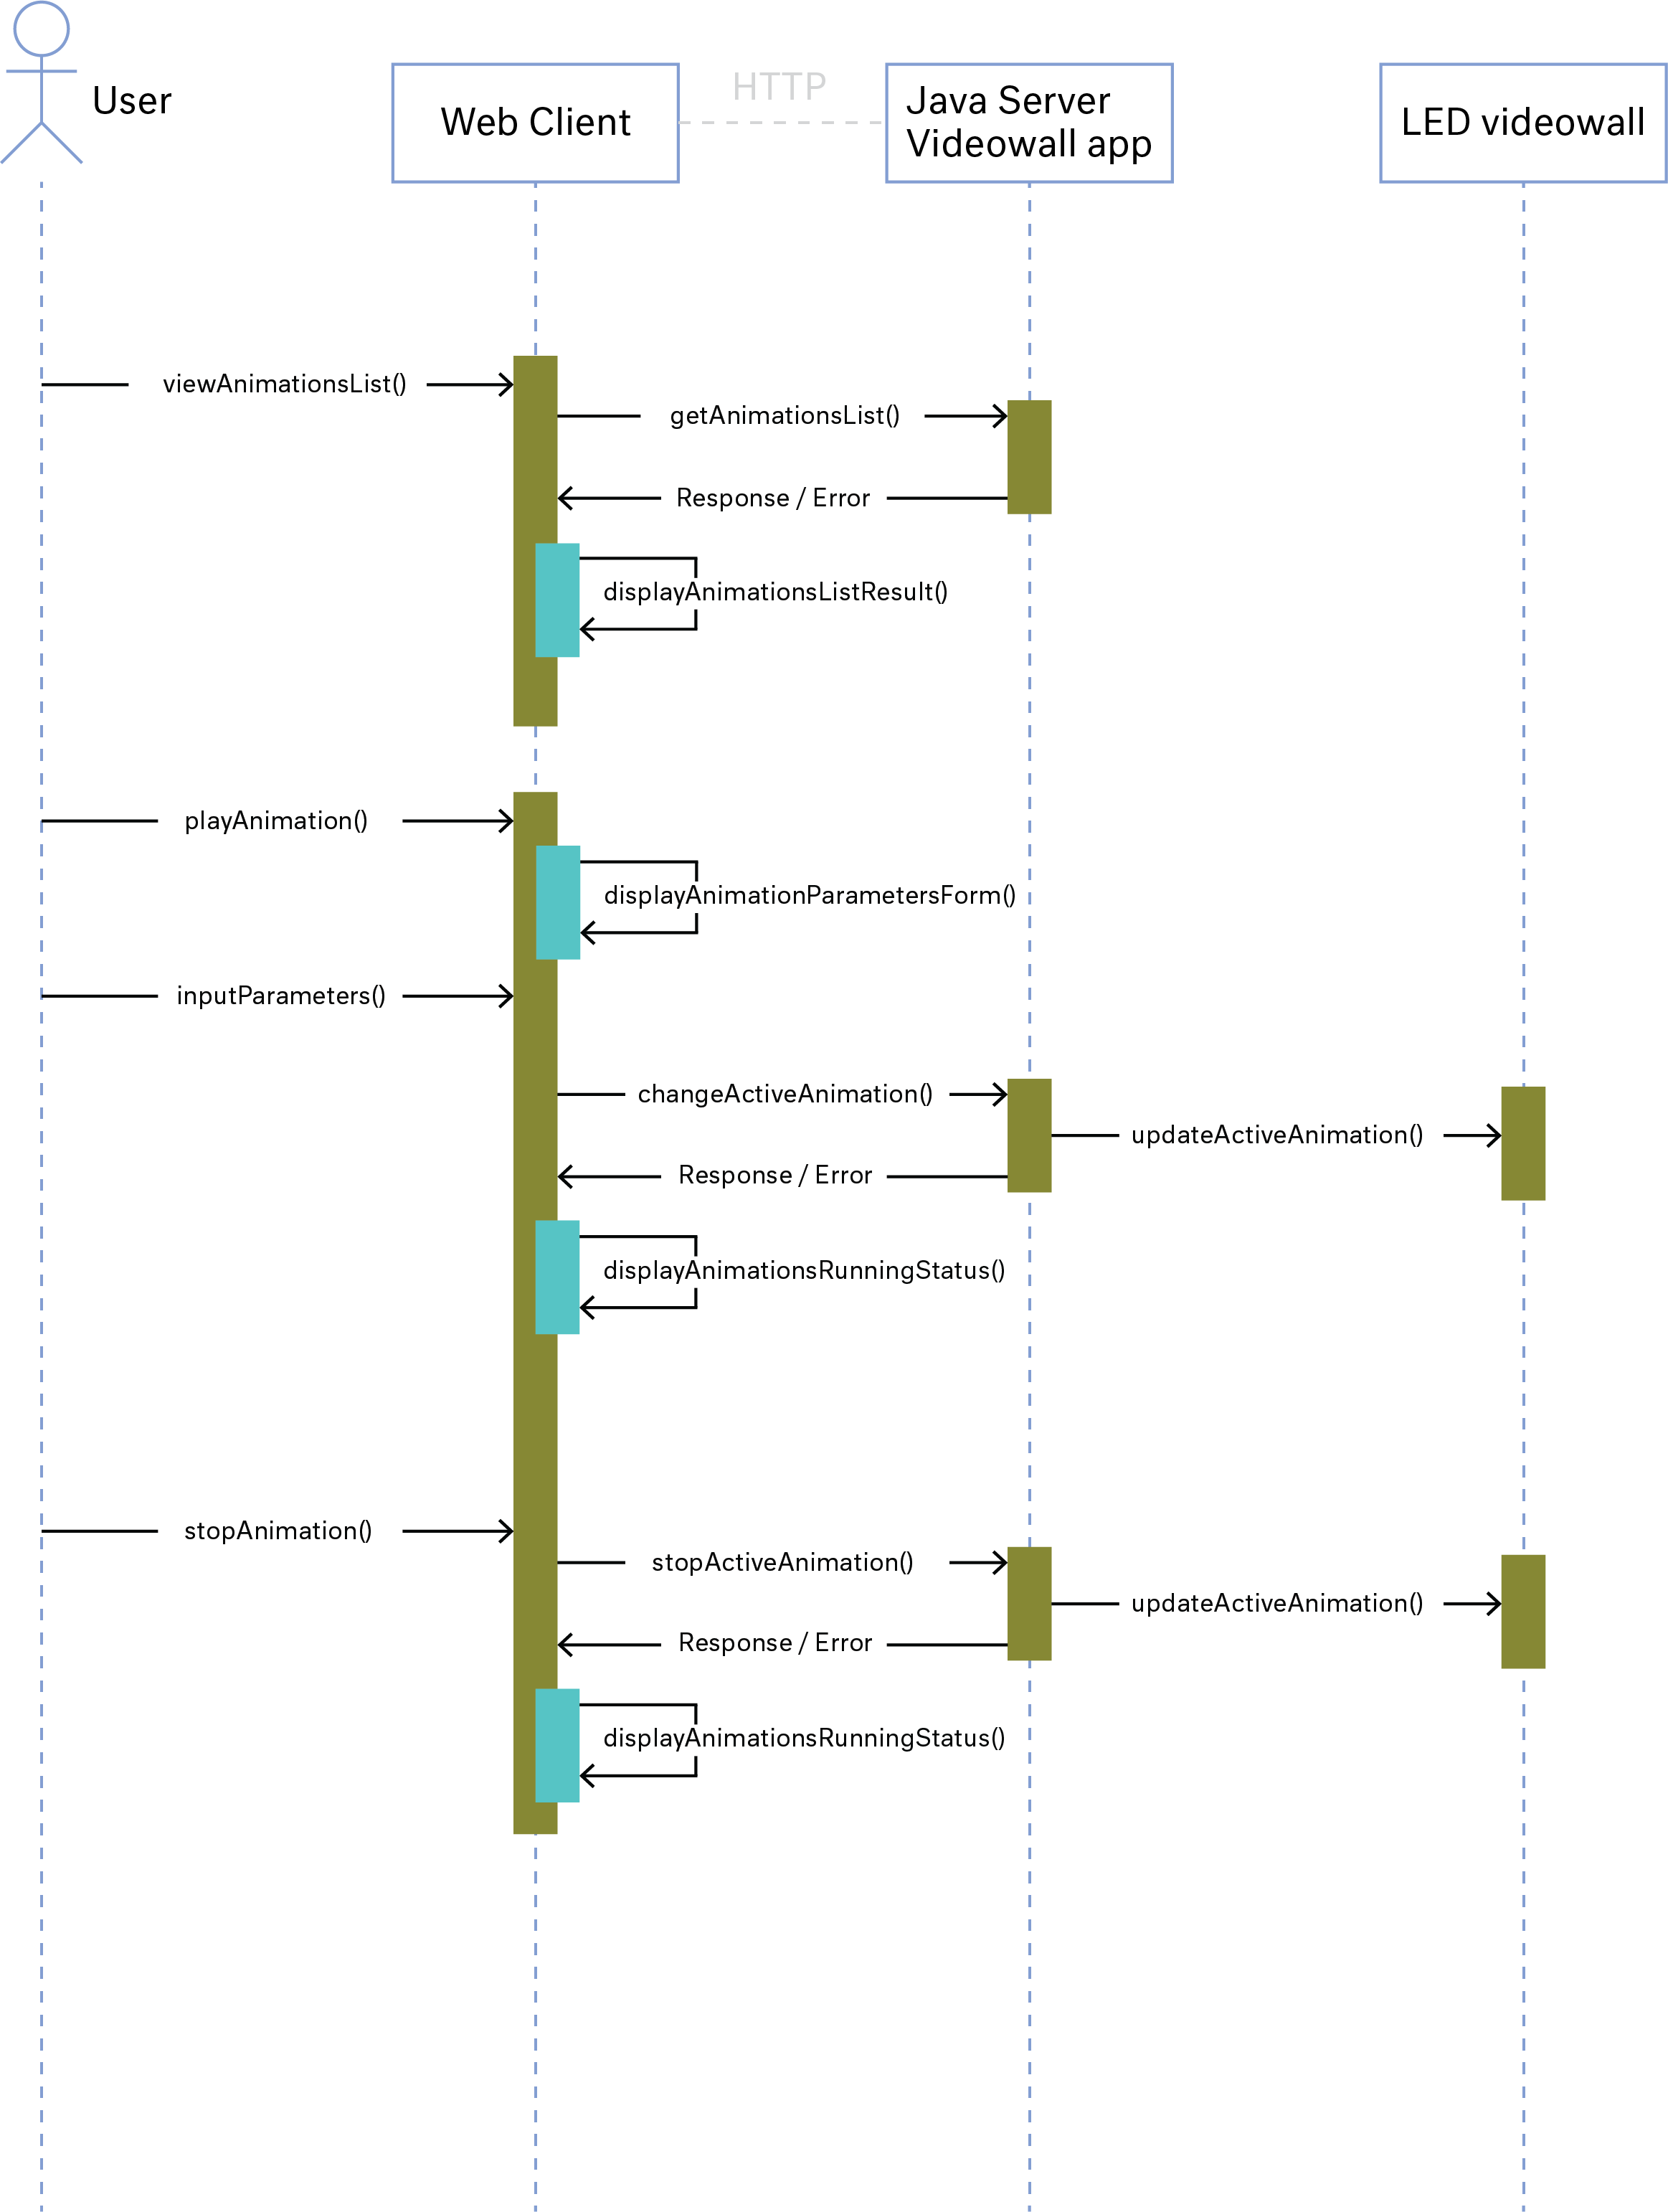 User
Web Client
HTTP
Java Server
Videowall app
LED videowall
viewAnimationsList()
getAnimationsList()
Response / Error
displayAnimationsListResult()
playAnimation()
displayAnimationParametersForm()
inputParameters()
changeActiveAnimation()
updateActiveAnimation()
Response / Error
displayAnimationsRunningStatus()
stopAnimation()
stopActiveAnimation()
updateActiveAnimation()
Response / Error
displayAnimationsRunningStatus()